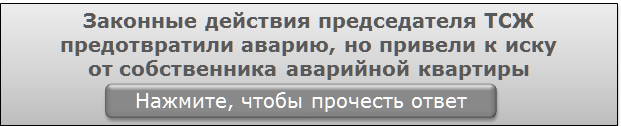 Законные действия председателя ТСЖ
предотвратили аварию, но привели к иску
от собственника аварийной квартиры
Нажмите, чтобы прочесть ответ